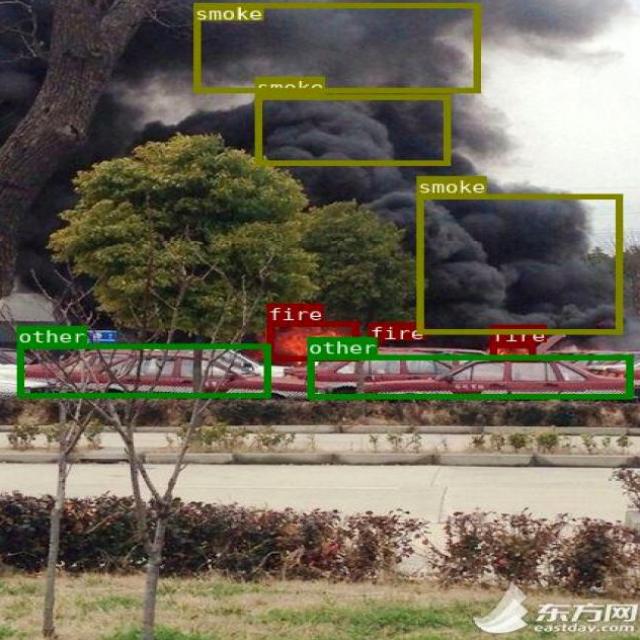 smoke
smoke
smoke
fire
fire
fire
other
other
东方网
eastday.com